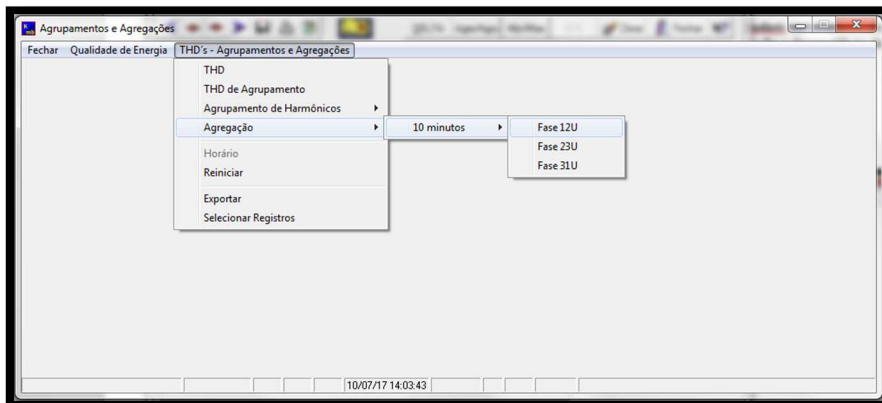 Agrupamentos e Agregações
Fechar Qualidade de Energia THD´s - Agrupamentos e Agregações
THD
THD de Agrupamento
Agrupamento de Harmônicos
Agregação 10 minutos Fase 12U
Fase 23U
Horário
Fase 31U
Reiniciar
Exportar
Selecionar Registros
10/07/17 14:03:43